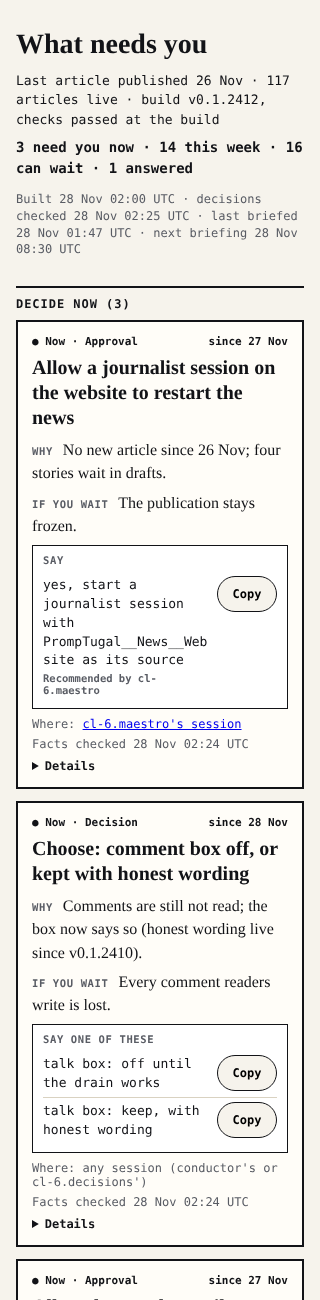 What needs you
Last article published 26 Nov · 117
articles live · build v0.1.2412,
checks passed at the build
3 need you now · 14 this week · 16
can wait · 1 answered
Built 28 Nov 02:00 UTC · decisions
checked 28 Nov 02:25 UTC · last briefed
28 Nov 01:47 UTC · next briefing 28 Nov
08:30 UTC
DECIDE NOW (3)
● Now · Approval since 27 Nov
Allow a journalist session on
the website to restart the
news
WHY No new article since 26 Nov; four
stories wait in drafts.
IF YOU WAIT The publication stays
frozen.
SAY
yes, start a
journalist session
with
PrompTugal__News__Web
site as its source
Copy
Recommended by cl-
6.maestro
Where: cl-6.maestro's session
Facts checked 28 Nov 02:24 UTC
▶ Details
● Now · Decision since 28 Nov
Choose: comment box off, or
kept with honest wording
WHY Comments are still not read; the
box now says so (honest wording live
since v0.1.2410).
IF YOU WAIT Every comment readers
write is lost.
SAY ONE OF THESE
talk box: off until
the drain works
Copy
talk box: keep, with
honest wording
Copy
Where: any session (conductor's or
cl-6.decisions')
Facts checked 28 Nov 02:24 UTC
▶ Details
● Now · Approval since 27 Nov